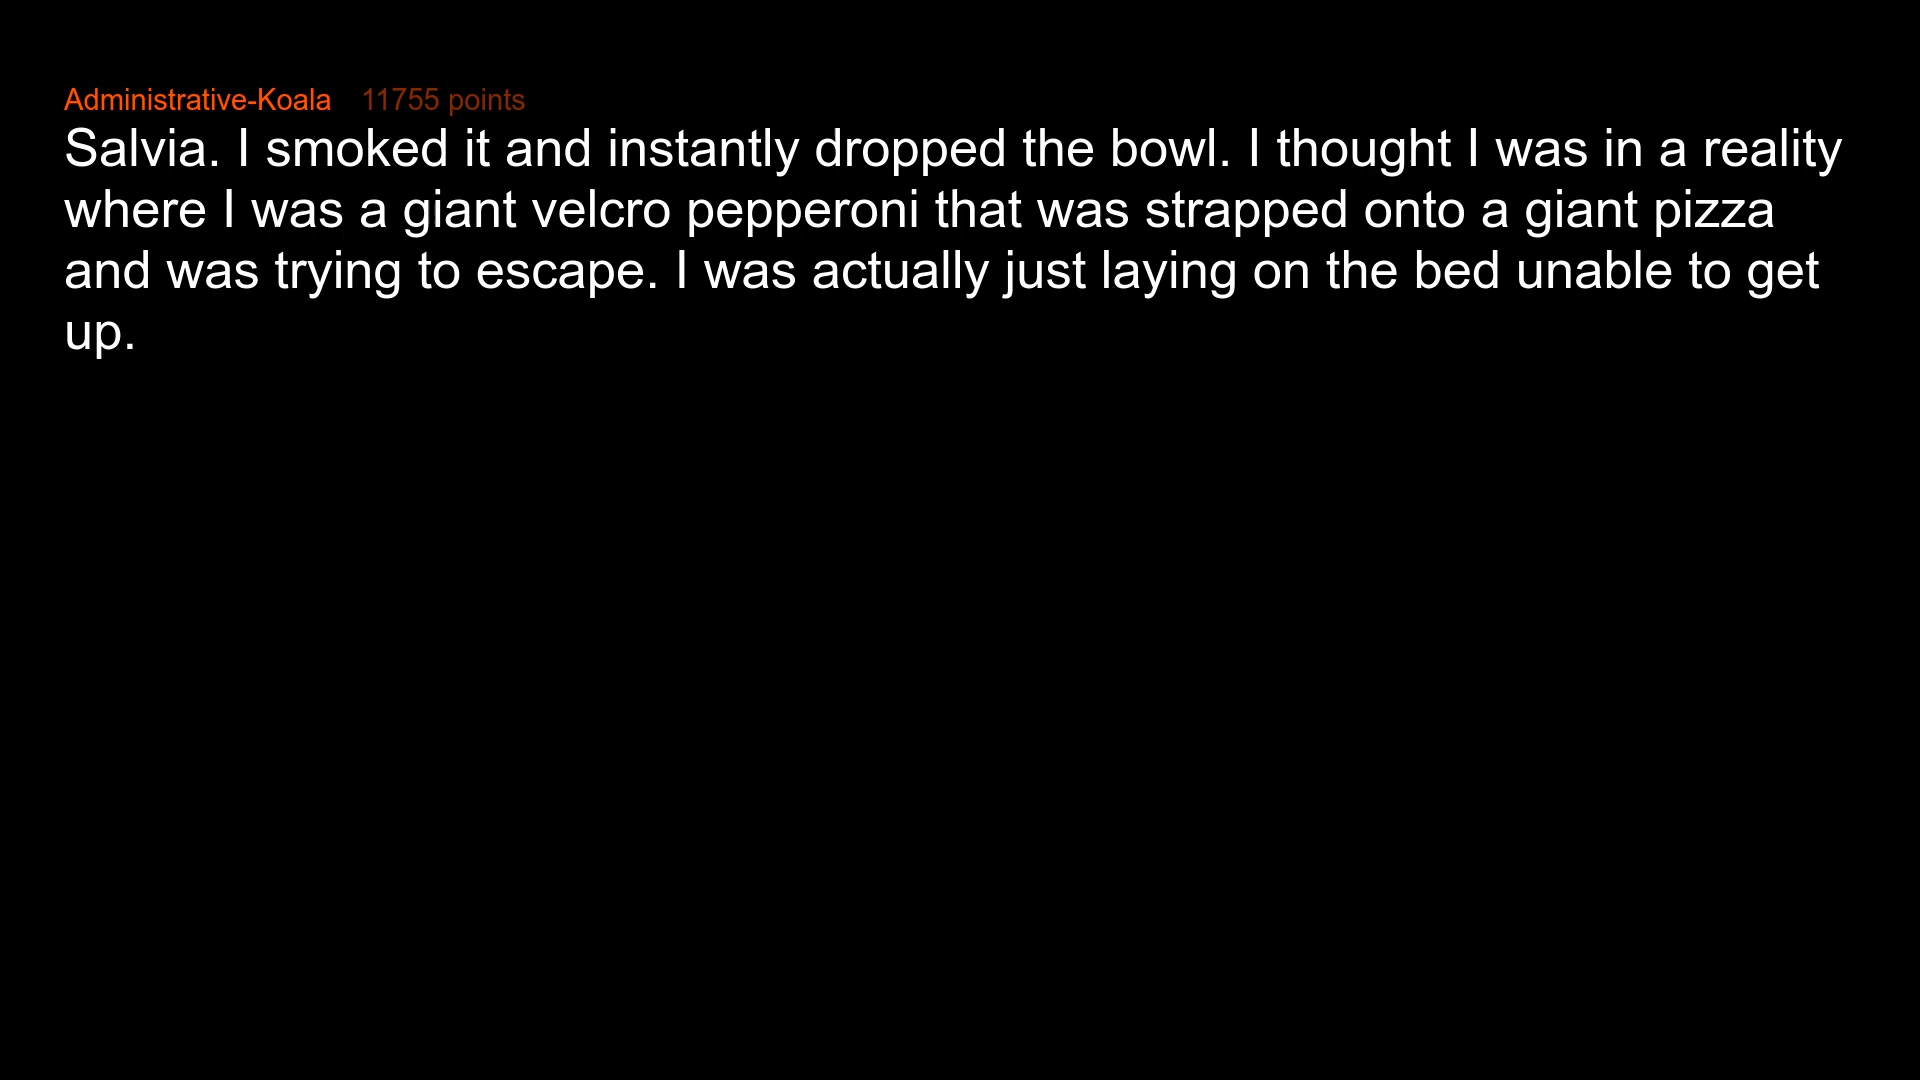 Administrative-Koala 11755 points
Salvia. I smoked it and instantly dropped the bowl. I thought I was in a reality
where I was a giant velcro pepperoni that was strapped onto a giant pizza
and was trying to escape. I was actually just laying on the bed unable to get
up.